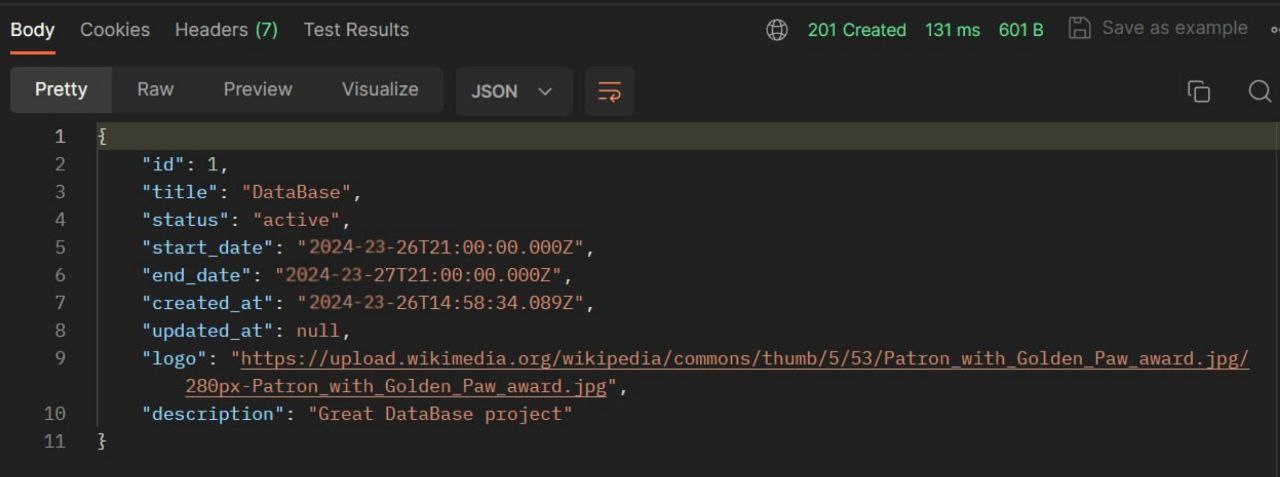 Body Cookies Headers (7) Test Results 201 Created 131 ms 601 B Save as example
Pretty Raw Preview Visualize JSON
1 {
2 "id": 1,
3 "title": "DataBase",
4 "status": "active",
5 "start_date": "2024-23-26T21:00:00.000Z",
6 "end_date": "2024-23-27T21:00:00.000Z",
7 "created_at": "2024-23-26T14:58:34.089Z",
8 "updated_at": null,
9 "logo": "https://upload.wikimedia.org/wikipedia/commons/thumb/5/53/Patron_with_Golden_Paw_award.jpg/
280px-Patron_with_Golden_Paw_award.jpg",
10 "description": "Great DataBase project"
11 }